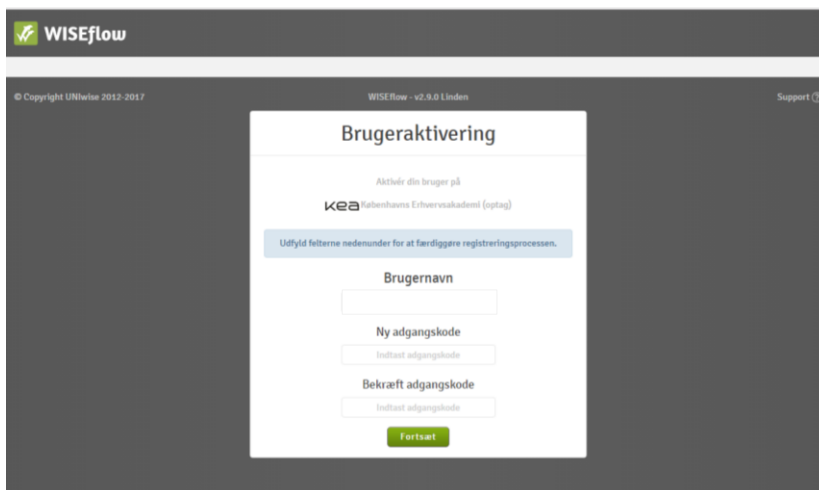 WISEflow
© Copyright UNIwise 2012-2017
WISEflow - v2.9.0 Linden
Support
Brugeraktivering
Aktivér din bruger på
kea Københavns Erhvervsakademi (optag)
Udfyld felterne nedenunder for at færdiggøre registreringsprocessen.
Brugernavn
Ny adgangskode
Indtast adgangskode
Bekræft adgangskode
Indtast adgangskode
Fortsæt